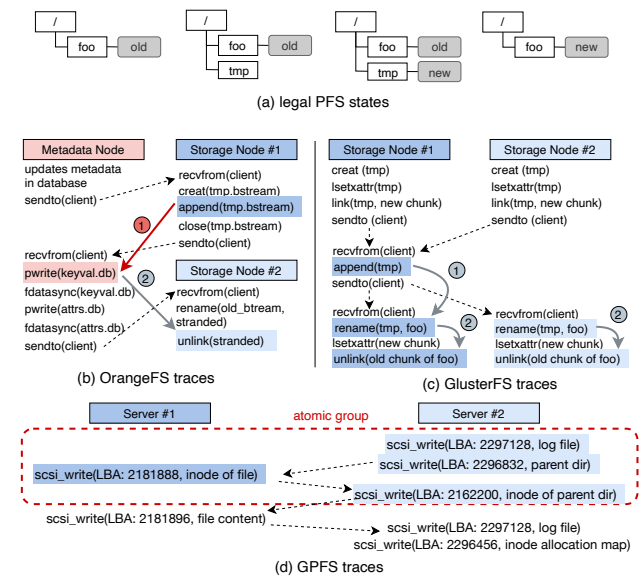 /
foo
old
/
foo
old
tmp
/
foo
old
tmp
new
/
foo
new
(a) legal PFS states
Metadata Node
updates metadata
in database
sendto(client)
recvfrom(client)
pwrite(keyval.db)
fdatasync(keyval.db)
pwrite(attrs.db)
fdatasync(attrs.db)
sendto(client)
Storage Node #1
recvfrom(client)
creat(tmp.bstream)
append(tmp.bstream)
close(tmp.bstream)
sendto(client)
1
2
Storage Node #2
recvfrom(client)
rename(old_btream,
stranded)
unlink(stranded)
(b) OrangeFS traces
Storage Node #1
creat (tmp)
lsetxattr(tmp)
link(tmp, new chunk)
sendto (client)
recvfrom(client)
append(tmp)
sendto(client)
recvfrom(client)
rename(tmp, foo)
lsetxattr(new chunk)
unlink(old chunk of foo)
1
2
Storage Node #2
creat (tmp)
lsetxattr(tmp)
link(tmp, new chunk)
sendto (client)
recvfrom(client)
rename(tmp, foo)
lsetxattr(new chunk)
unlink(old chunk of foo)
2
(c) GlusterFS traces
Server #1
atomic group
Server #2
scsi_write(LBA: 2297128, log file)
scsi_write(LBA: 2296832, parent dir)
scsi_write(LBA: 2181888, inode of file)
scsi_write(LBA: 2162200, inode of parent dir)
scsi_write(LBA: 2181896, file content)
scsi_write(LBA: 2297128, log file)
scsi_write(LBA: 2296456, inode allocation map)
(d) GPFS traces